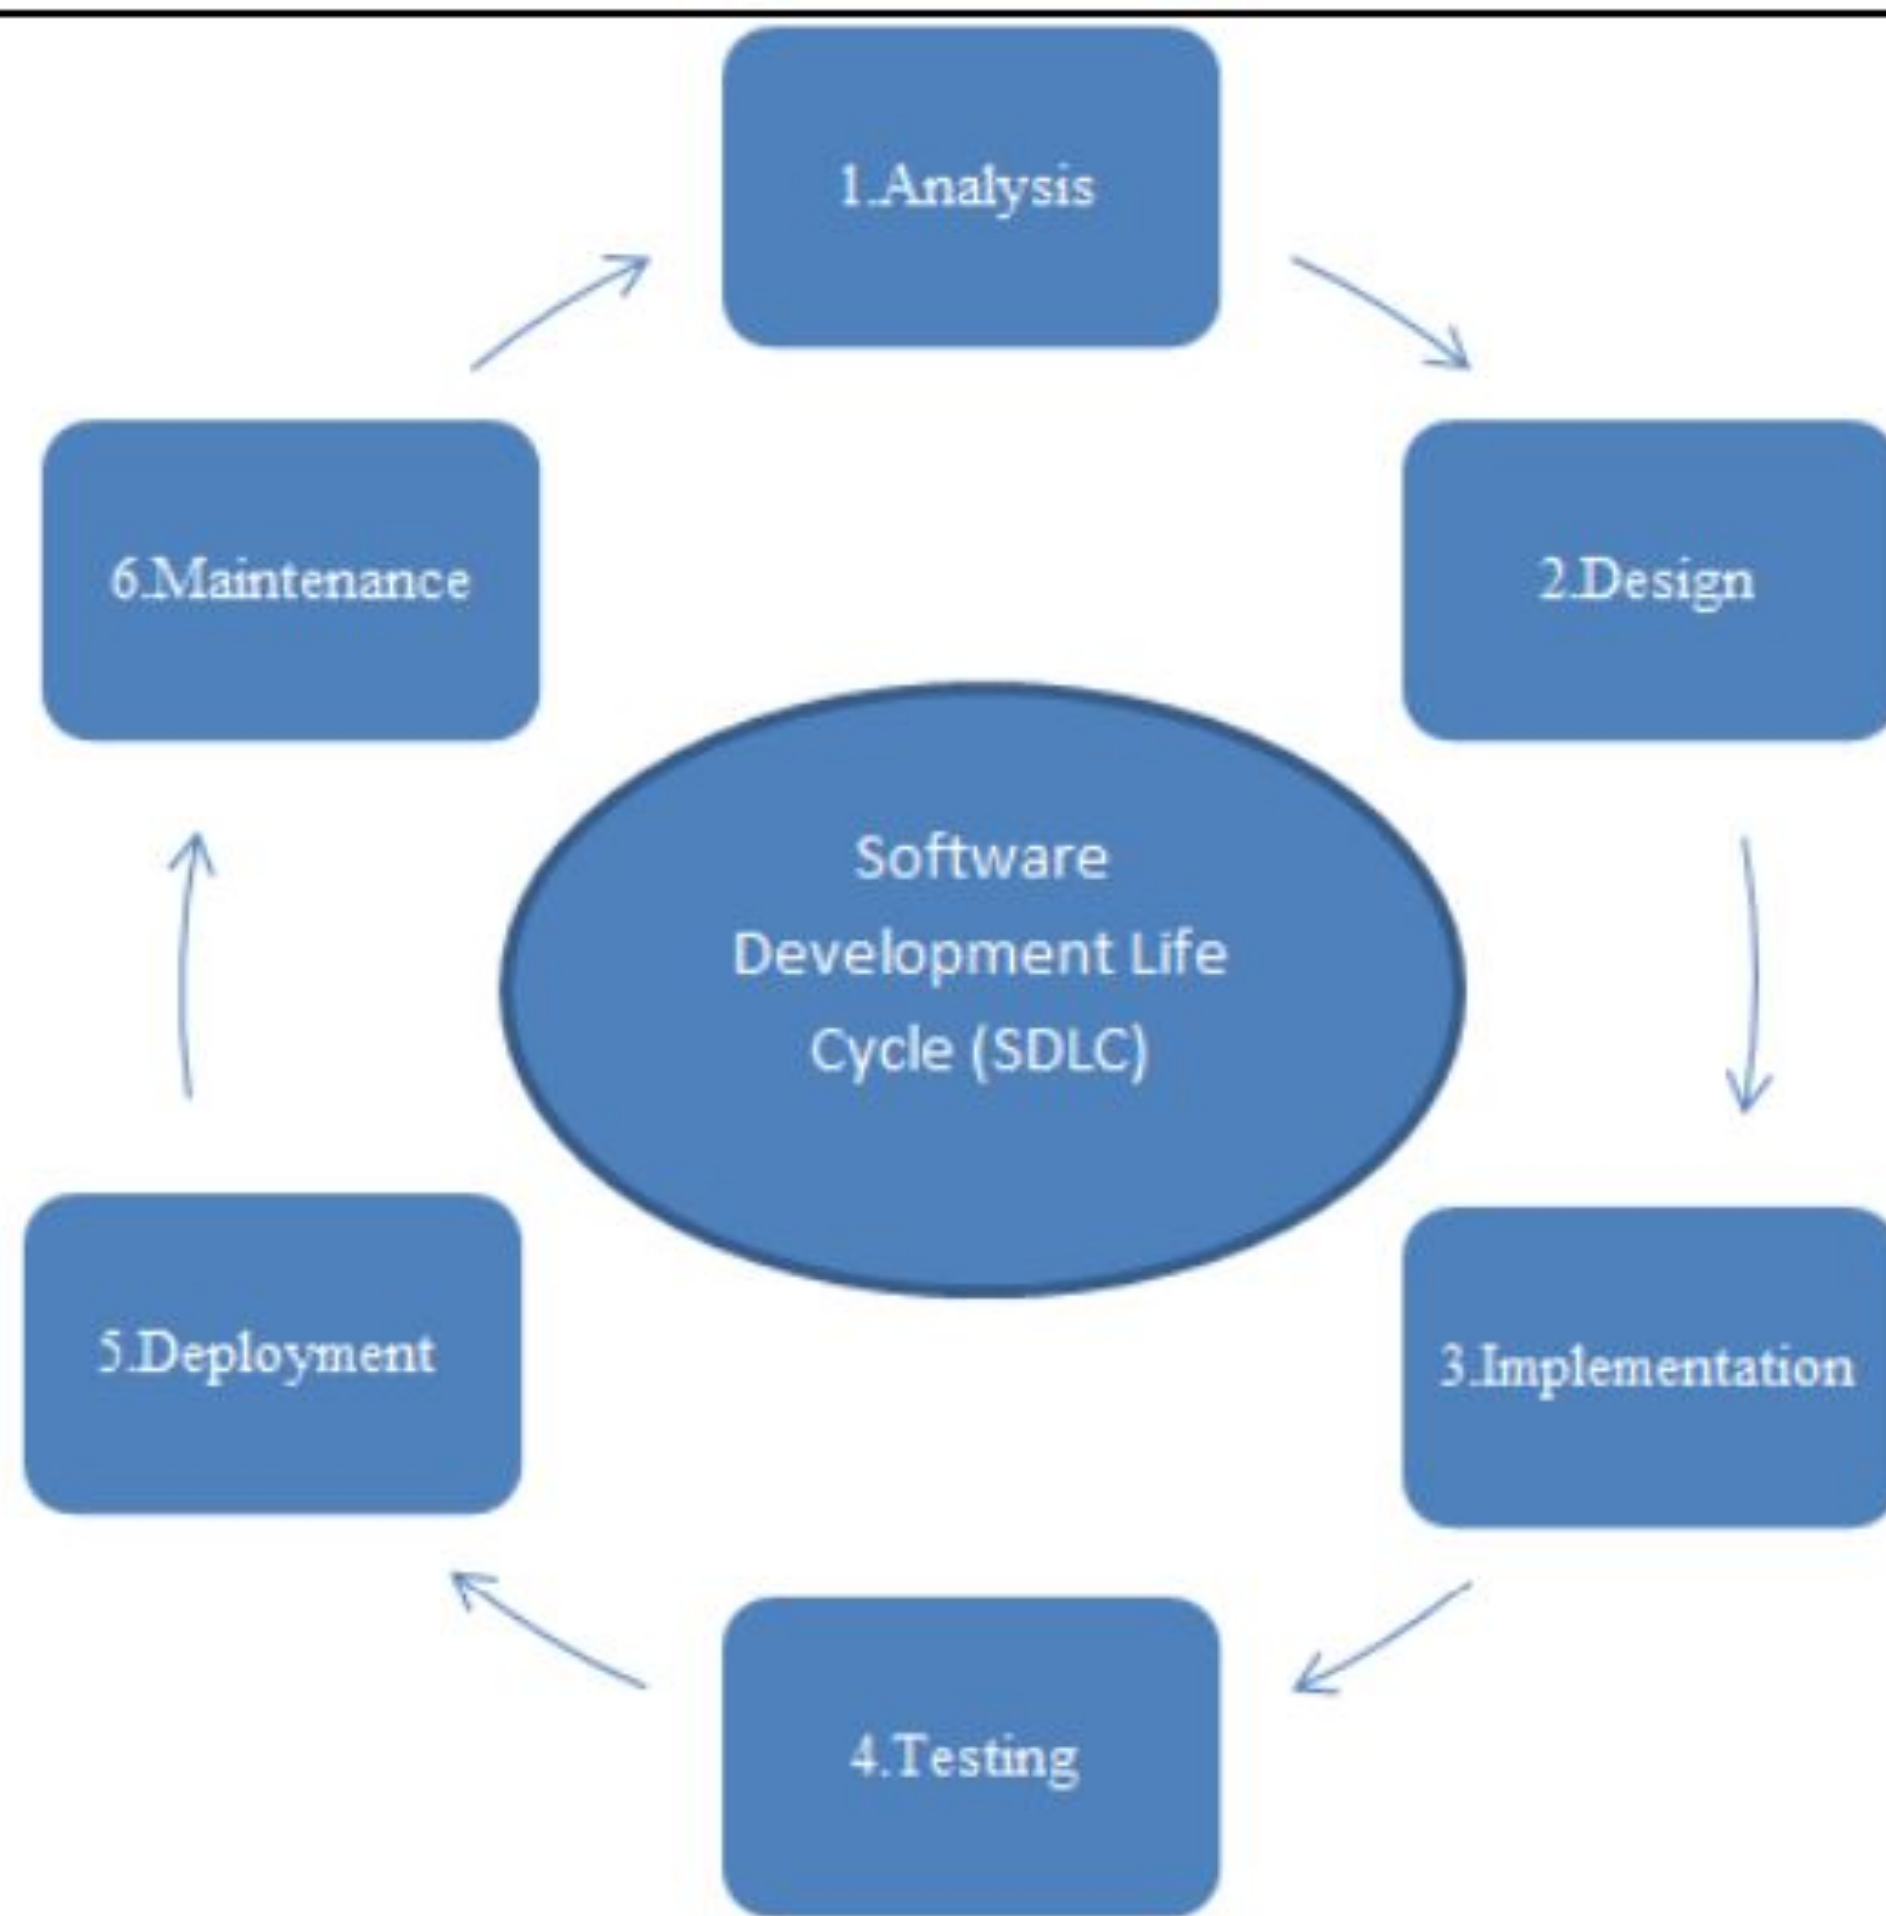 1.Analysis
2.Design
3.Implementation
4.Testing
5.Deployment
6.Maintenance
Software
Development Life
Cycle (SDLC)